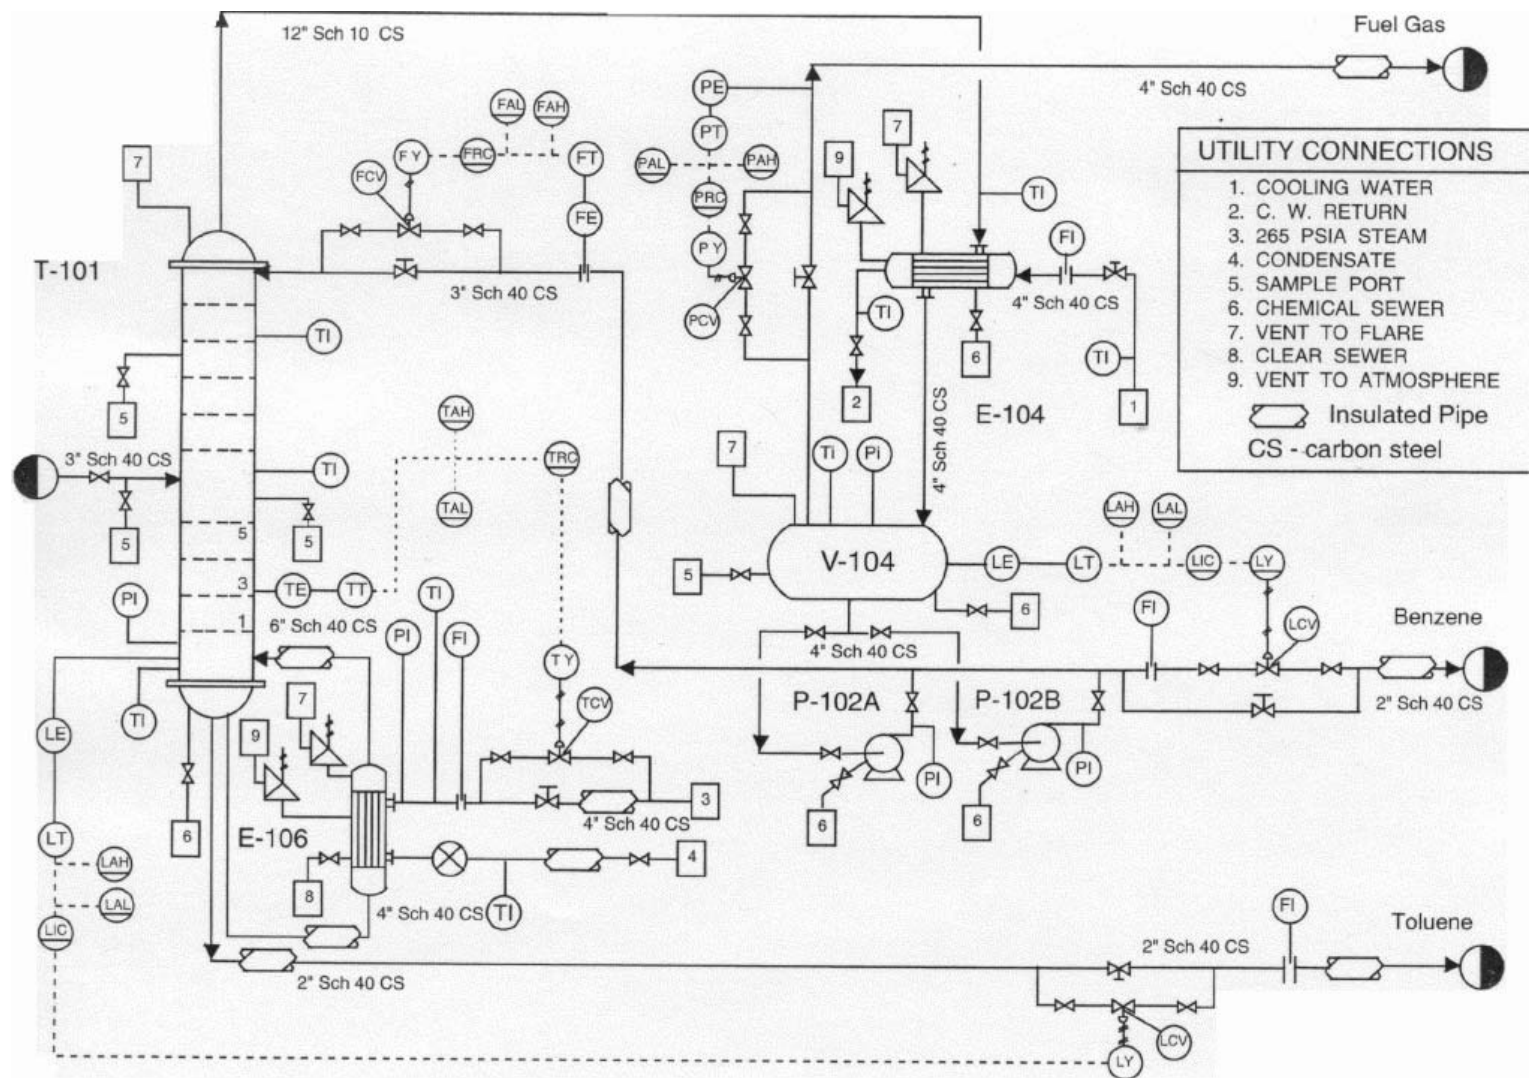 12" Sch 10 CS
Fuel Gas
4" Sch 40 CS
FAL
FAH
PE
PT
7
7
9
FY
FRC
FT
PAL
PAH
FCV
PRC
TI
FE
PY
FI
T-101
3" Sch 40 CS
4" Sch 40 CS
PCV
TI
TI
TI
6
5
2
E-104
1
UTILITY CONNECTIONS
1. COOLING WATER
2. C. W. RETURN
3. 265 PSIA STEAM
4. CONDENSATE
5. SAMPLE PORT
6. CHEMICAL SEWER
7. VENT TO FLARE
8. CLEAR SEWER
9. VENT TO ATMOSPHERE
Insulated Pipe
CS - carbon steel
TAH
4" Sch 40 CS
3" Sch 40 CS
TI
TRC
7
Ti
Pi
TAL
LAH
LAL
5
5
5
V-104
LE
LT
LIC
LY
5
3
TE
TT
PI
TI
1
6" Sch 40 CS
6
PI
FI
FI
LCV
Benzene
TY
4" Sch 40 CS
7
TI
TCV
P-102A
P-102B
2" Sch 40 CS
LE
9
PI
PI
3
4" Sch 40 CS
6
6
LT
6
E-106
4
LAH
8
LAL
4" Sch 40 CS
TI
FI
LIC
Toluene
2" Sch 40 CS
2" Sch 40 CS
LCV
LY